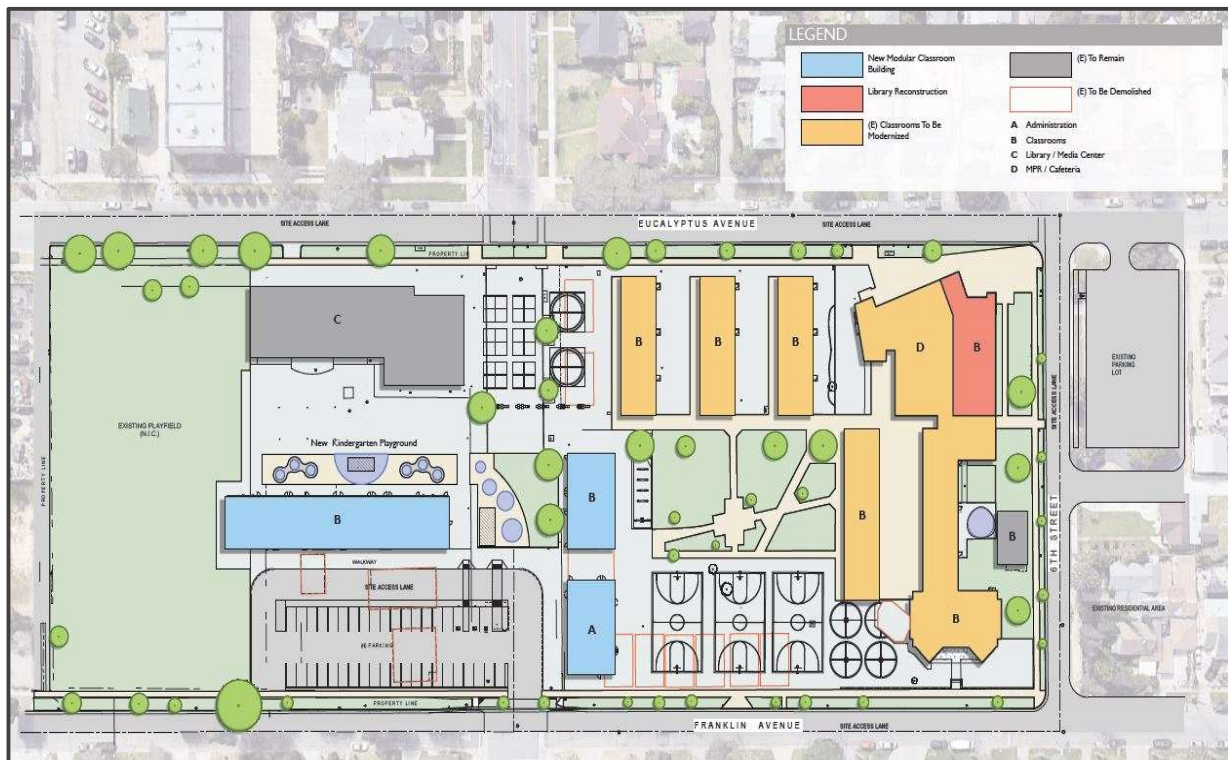 LEGEND
New Modular Classroom
Building
Library Reconstruction
(E) Classrooms To Be
Modernized
(E) To Remain
(E) To Be Demolished
A Administration
B Classrooms
C Library / Media Center
D MPR / Cafeteria
SITE ACCESS LANE
EUCALYPTUS AVENUE
SITE ACCESS LANE
PROPERTY LINE
C
B
B
B
D
B
EXISTING
PARKING
LOT
SITE ACCESS LANE
EXISTING PLAYFIELD
(N.I.C.)
New Kindergarten Playground
PROPERTY LINE
B
B
B
B
6TH STREET
WALKWAY
SITE ACCESS LANE
A
B
EXISTING RESIDENTIAL AREA
PARKING
PROPERTY LINE
FRANKLIN AVENUE
SITE ACCESS LANE